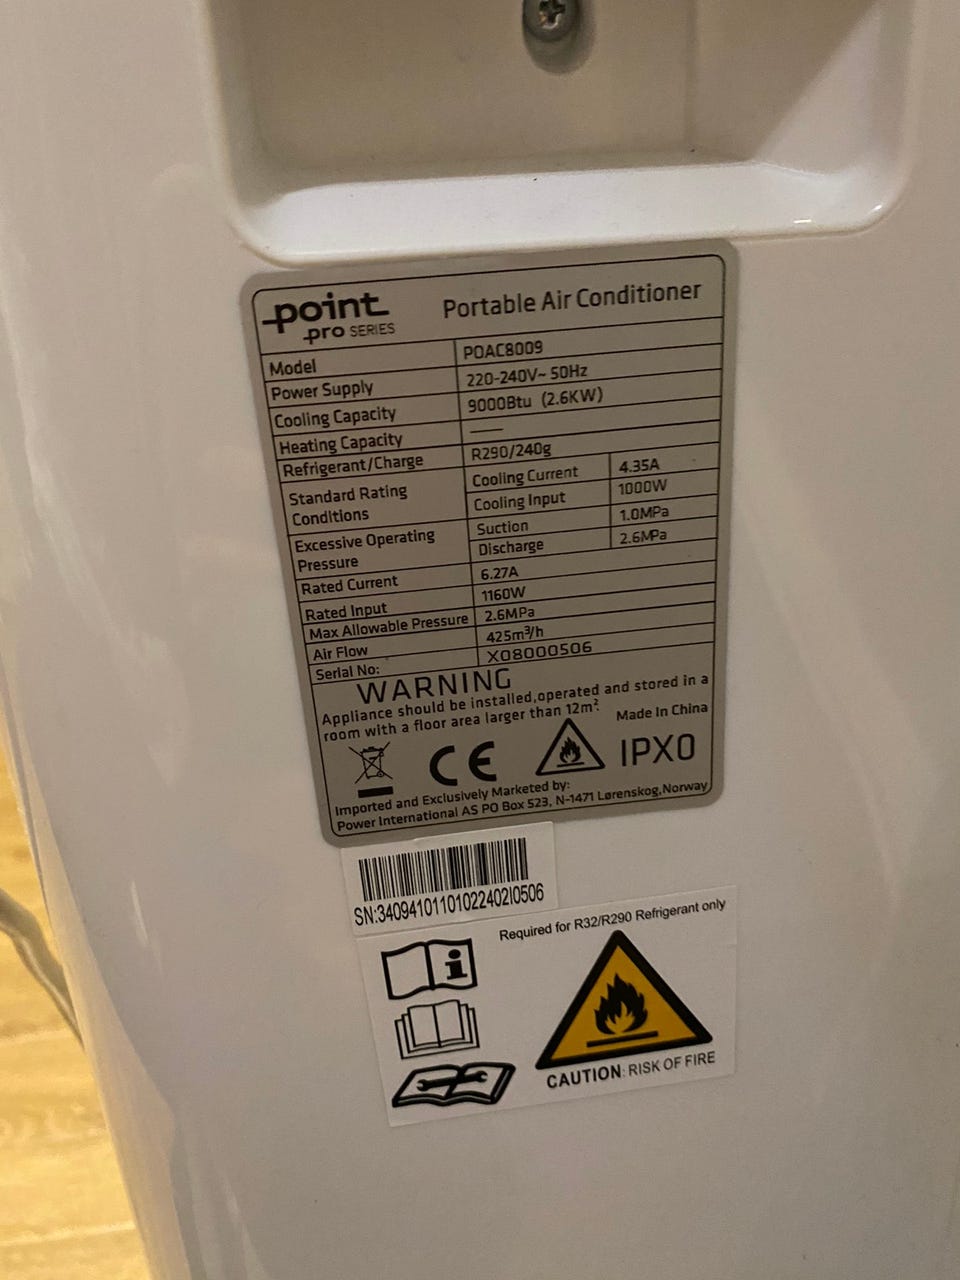 point
pro SERIES
Portable Air Conditioner
Model POAC8009
Power Supply 220-240V~ 50Hz
Cooling Capacity 9000Btu (2.6KW)
Heating Capacity ——
Refrigerant/Charge R290/240g
Standard Rating Conditions Cooling Current 4.35A
Cooling Input 1000W
Excessive Operating Pressure Suction 1.0MPa
Discharge 2.6MPa
Rated Current 6.27A
Rated Input 1160W
Max Allowable Pressure 2.6MPa
Air Flow 425m³/h
Serial No: X08000506
WARNING
Appliance should be installed,operated and stored in a
room with a floor area larger than 12m².
Made In China
CE
IPX0
Imported and Exclusively Marketed by:
Power International AS PO Box 523, N-1471 Lørenskog,Norway
SN:340941011010224020506
Required for R32/R290 Refrigerant only
CAUTION: RISK OF FIRE